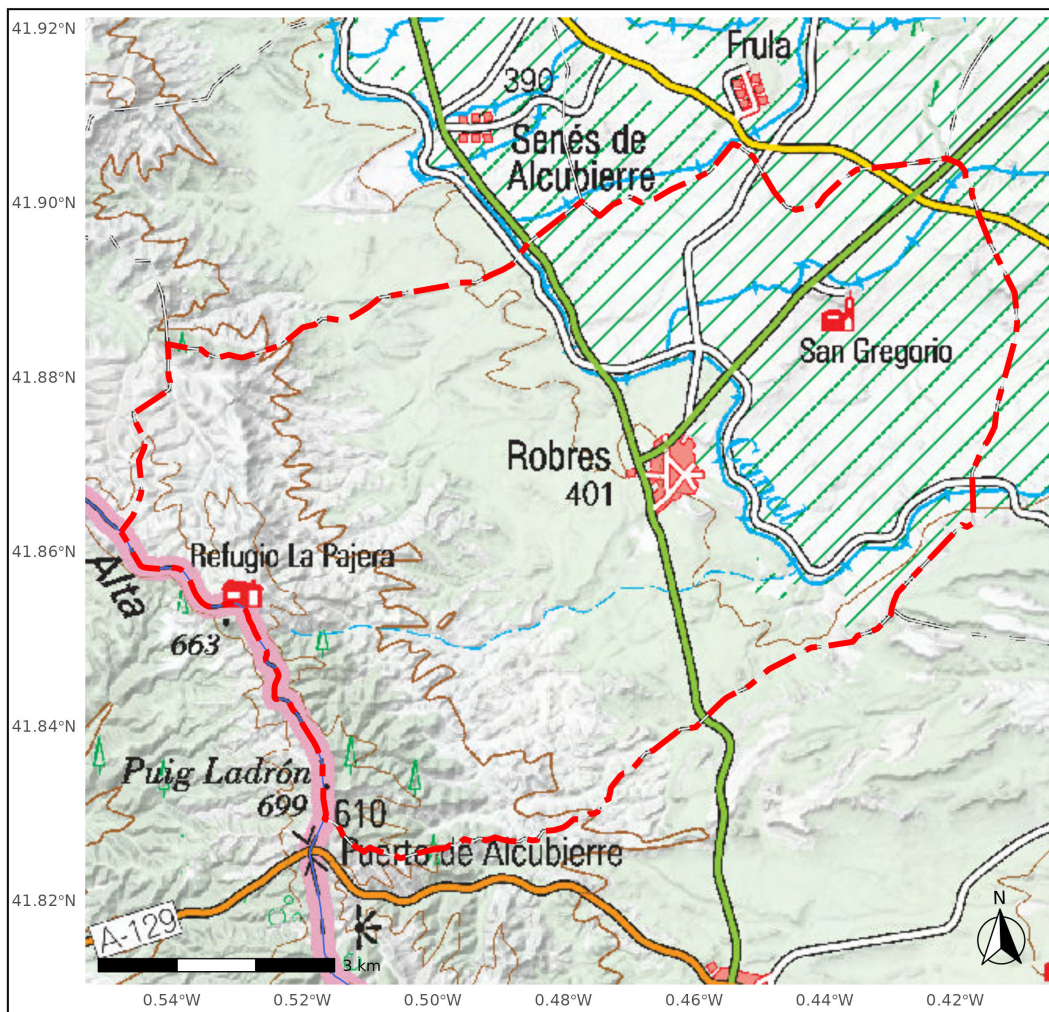 41.92°N
41.90°N
41.88°N
41.86°N
41.84°N
41.82°N
Frula
390
Senés de
Alcubierre
San Gregorio
Robres
401
Canal
Refugio La Pajera
Alta
663
Puig Ladrón
699
610
Puerto de Alcubierre
A-129
N
3 km
0.54°W
0.52°W
0.50°W
0.48°W
0.46°W
0.44°W
0.42°W